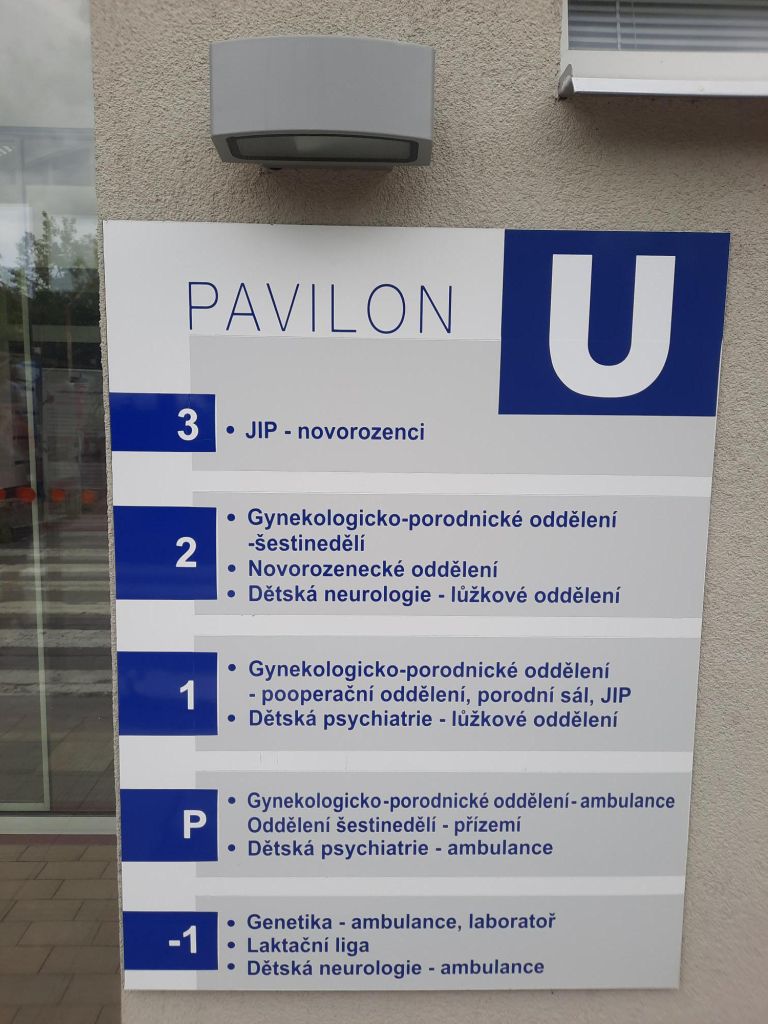 PAVILON U
3
• JIP - novorozenci
2
• Gynekologicko-porodnické oddělení
-šestinedělí
• Novorozenecké oddělení
• Dětská neurologie - lůžkové oddělení
1
• Gynekologicko-porodnické oddělení
- pooperační oddělení, porodní sál, JIP
• Dětská psychiatrie - lůžkové oddělení
P
• Gynekologicko-porodnické oddělení - ambulance
Oddělení šestinedělí - přízemí
• Dětská psychiatrie - ambulance
-1
• Genetika - ambulance, laboratoř
• Laktační liga
• Dětská neurologie - ambulance